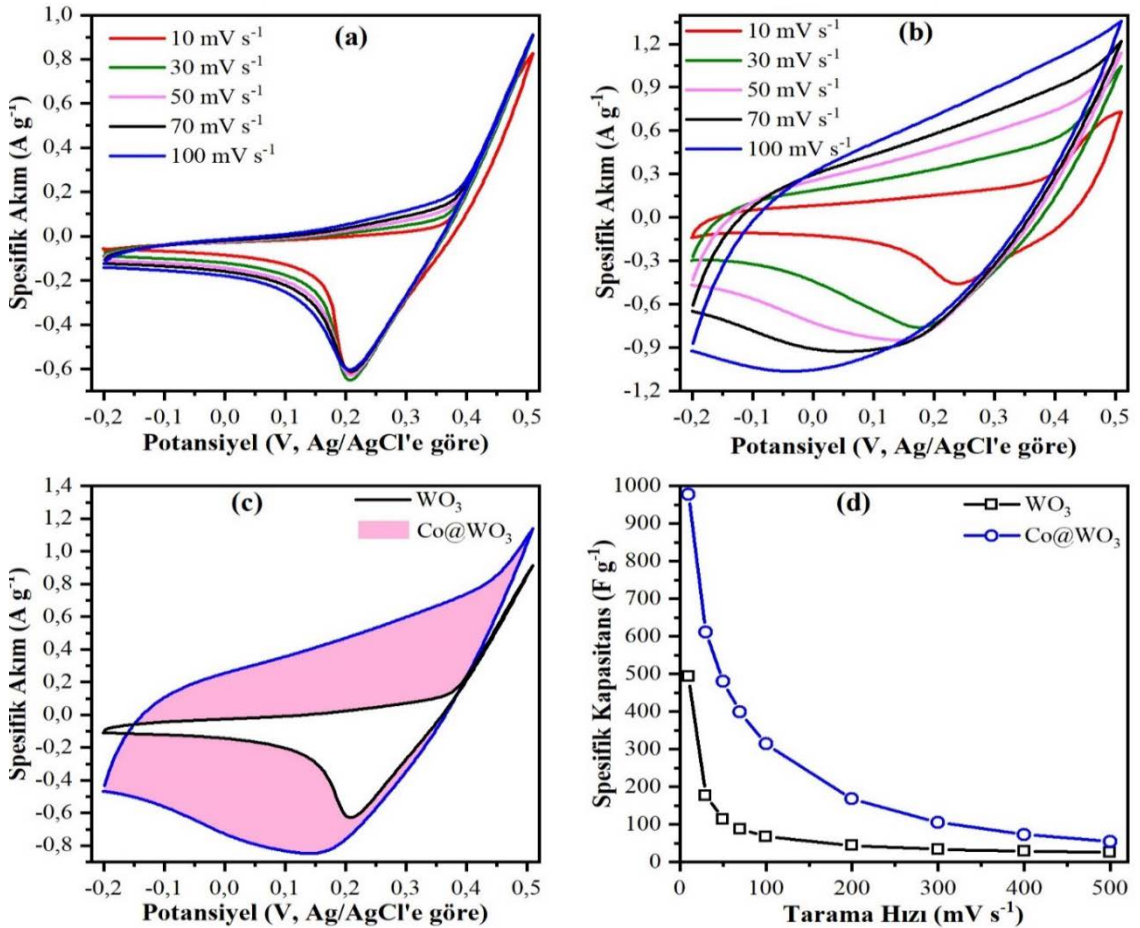 (a)
10 mV s⁻¹
30 mV s⁻¹
50 mV s⁻¹
70 mV s⁻¹
100 mV s⁻¹
1,0
0,8
0,6
0,4
0,2
0,0
-0,2
-0,4
-0,6
Spesifik Akım (A g⁻¹)
-0,2 -0,1 0,0 0,1 0,2 0,3 0,4 0,5
Potansiyel (V, Ag/AgCl'e göre)
(b)
10 mV s⁻¹
30 mV s⁻¹
50 mV s⁻¹
70 mV s⁻¹
100 mV s⁻¹
1,2
0,9
0,6
0,3
0,0
-0,3
-0,6
-0,9
-1,2
Spesifik Akım (A g⁻¹)
-0,2 -0,1 0,0 0,1 0,2 0,3 0,4 0,5
Potansiyel (V, Ag/AgCl'e göre)
(c)
WO₃
Co@WO₃
1,4
1,2
1,0
0,8
0,6
0,4
0,2
0,0
-0,2
-0,4
-0,6
-0,8
Spesifik Akım (A g⁻¹)
-0,2 -0,1 0,0 0,1 0,2 0,3 0,4 0,5
Potansiyel (V, Ag/AgCl'e göre)
(d)
WO₃
Co@WO₃
1000
900
800
700
600
500
400
300
200
100
0
Spesifik Kapasitans (F g⁻¹)
0 100 200 300 400 500
Tarama Hızı (mV s⁻¹)